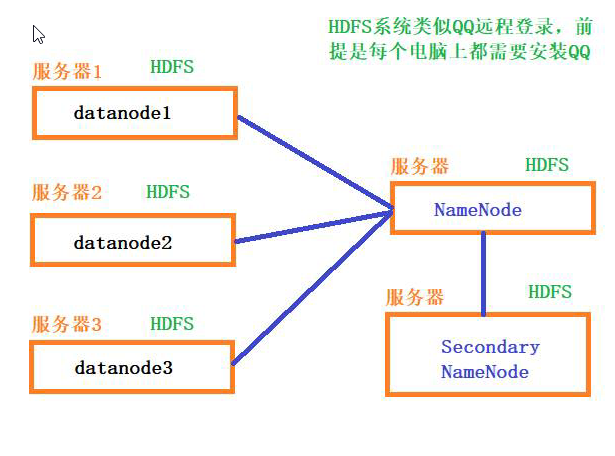 HDFS系统类似QQ远程登录，前
提是每个电脑上都需要安装QQ
服务器1 HDFS
datanode1
服务器 HDFS
NameNode
服务器2 HDFS
datanode2
服务器 HDFS
Secondary
NameNode
服务器3 HDFS
datanode3